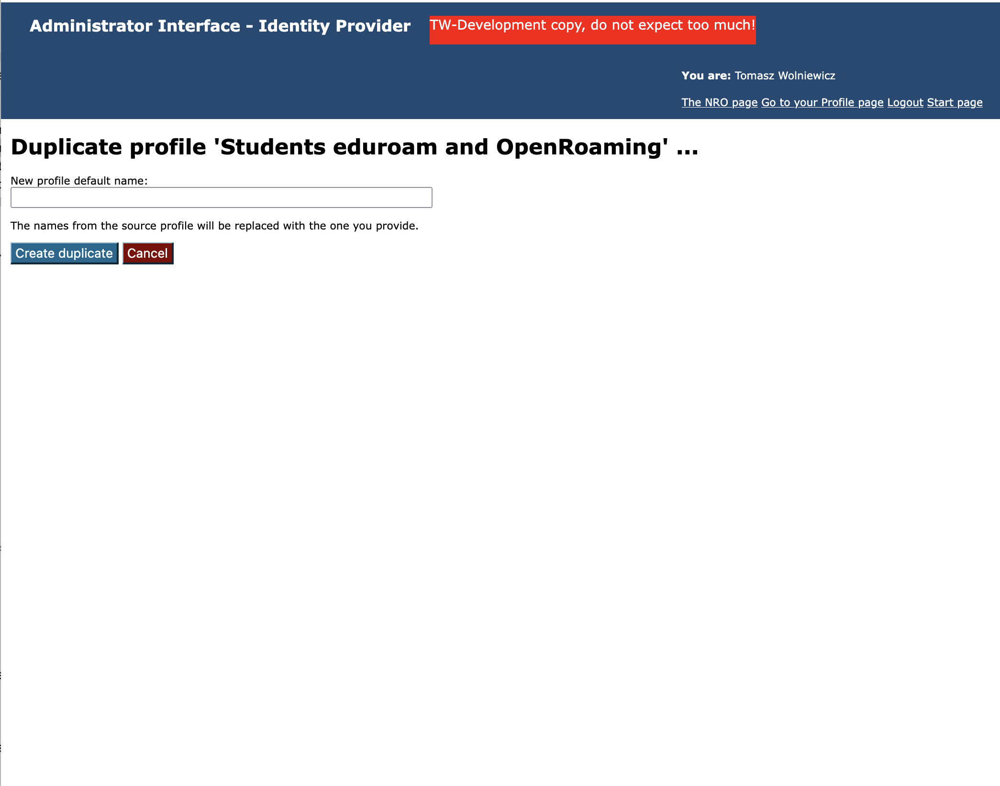 Administrator Interface - Identity Provider
TW-Development copy, do not expect too much!
You are: Tomasz Wolniewicz
The NRO page Go to your Profile page Logout Start page
Duplicate profile 'Students eduroam and OpenRoaming' ...
New profile default name:
The names from the source profile will be replaced with the one you provide.
Create duplicate Cancel